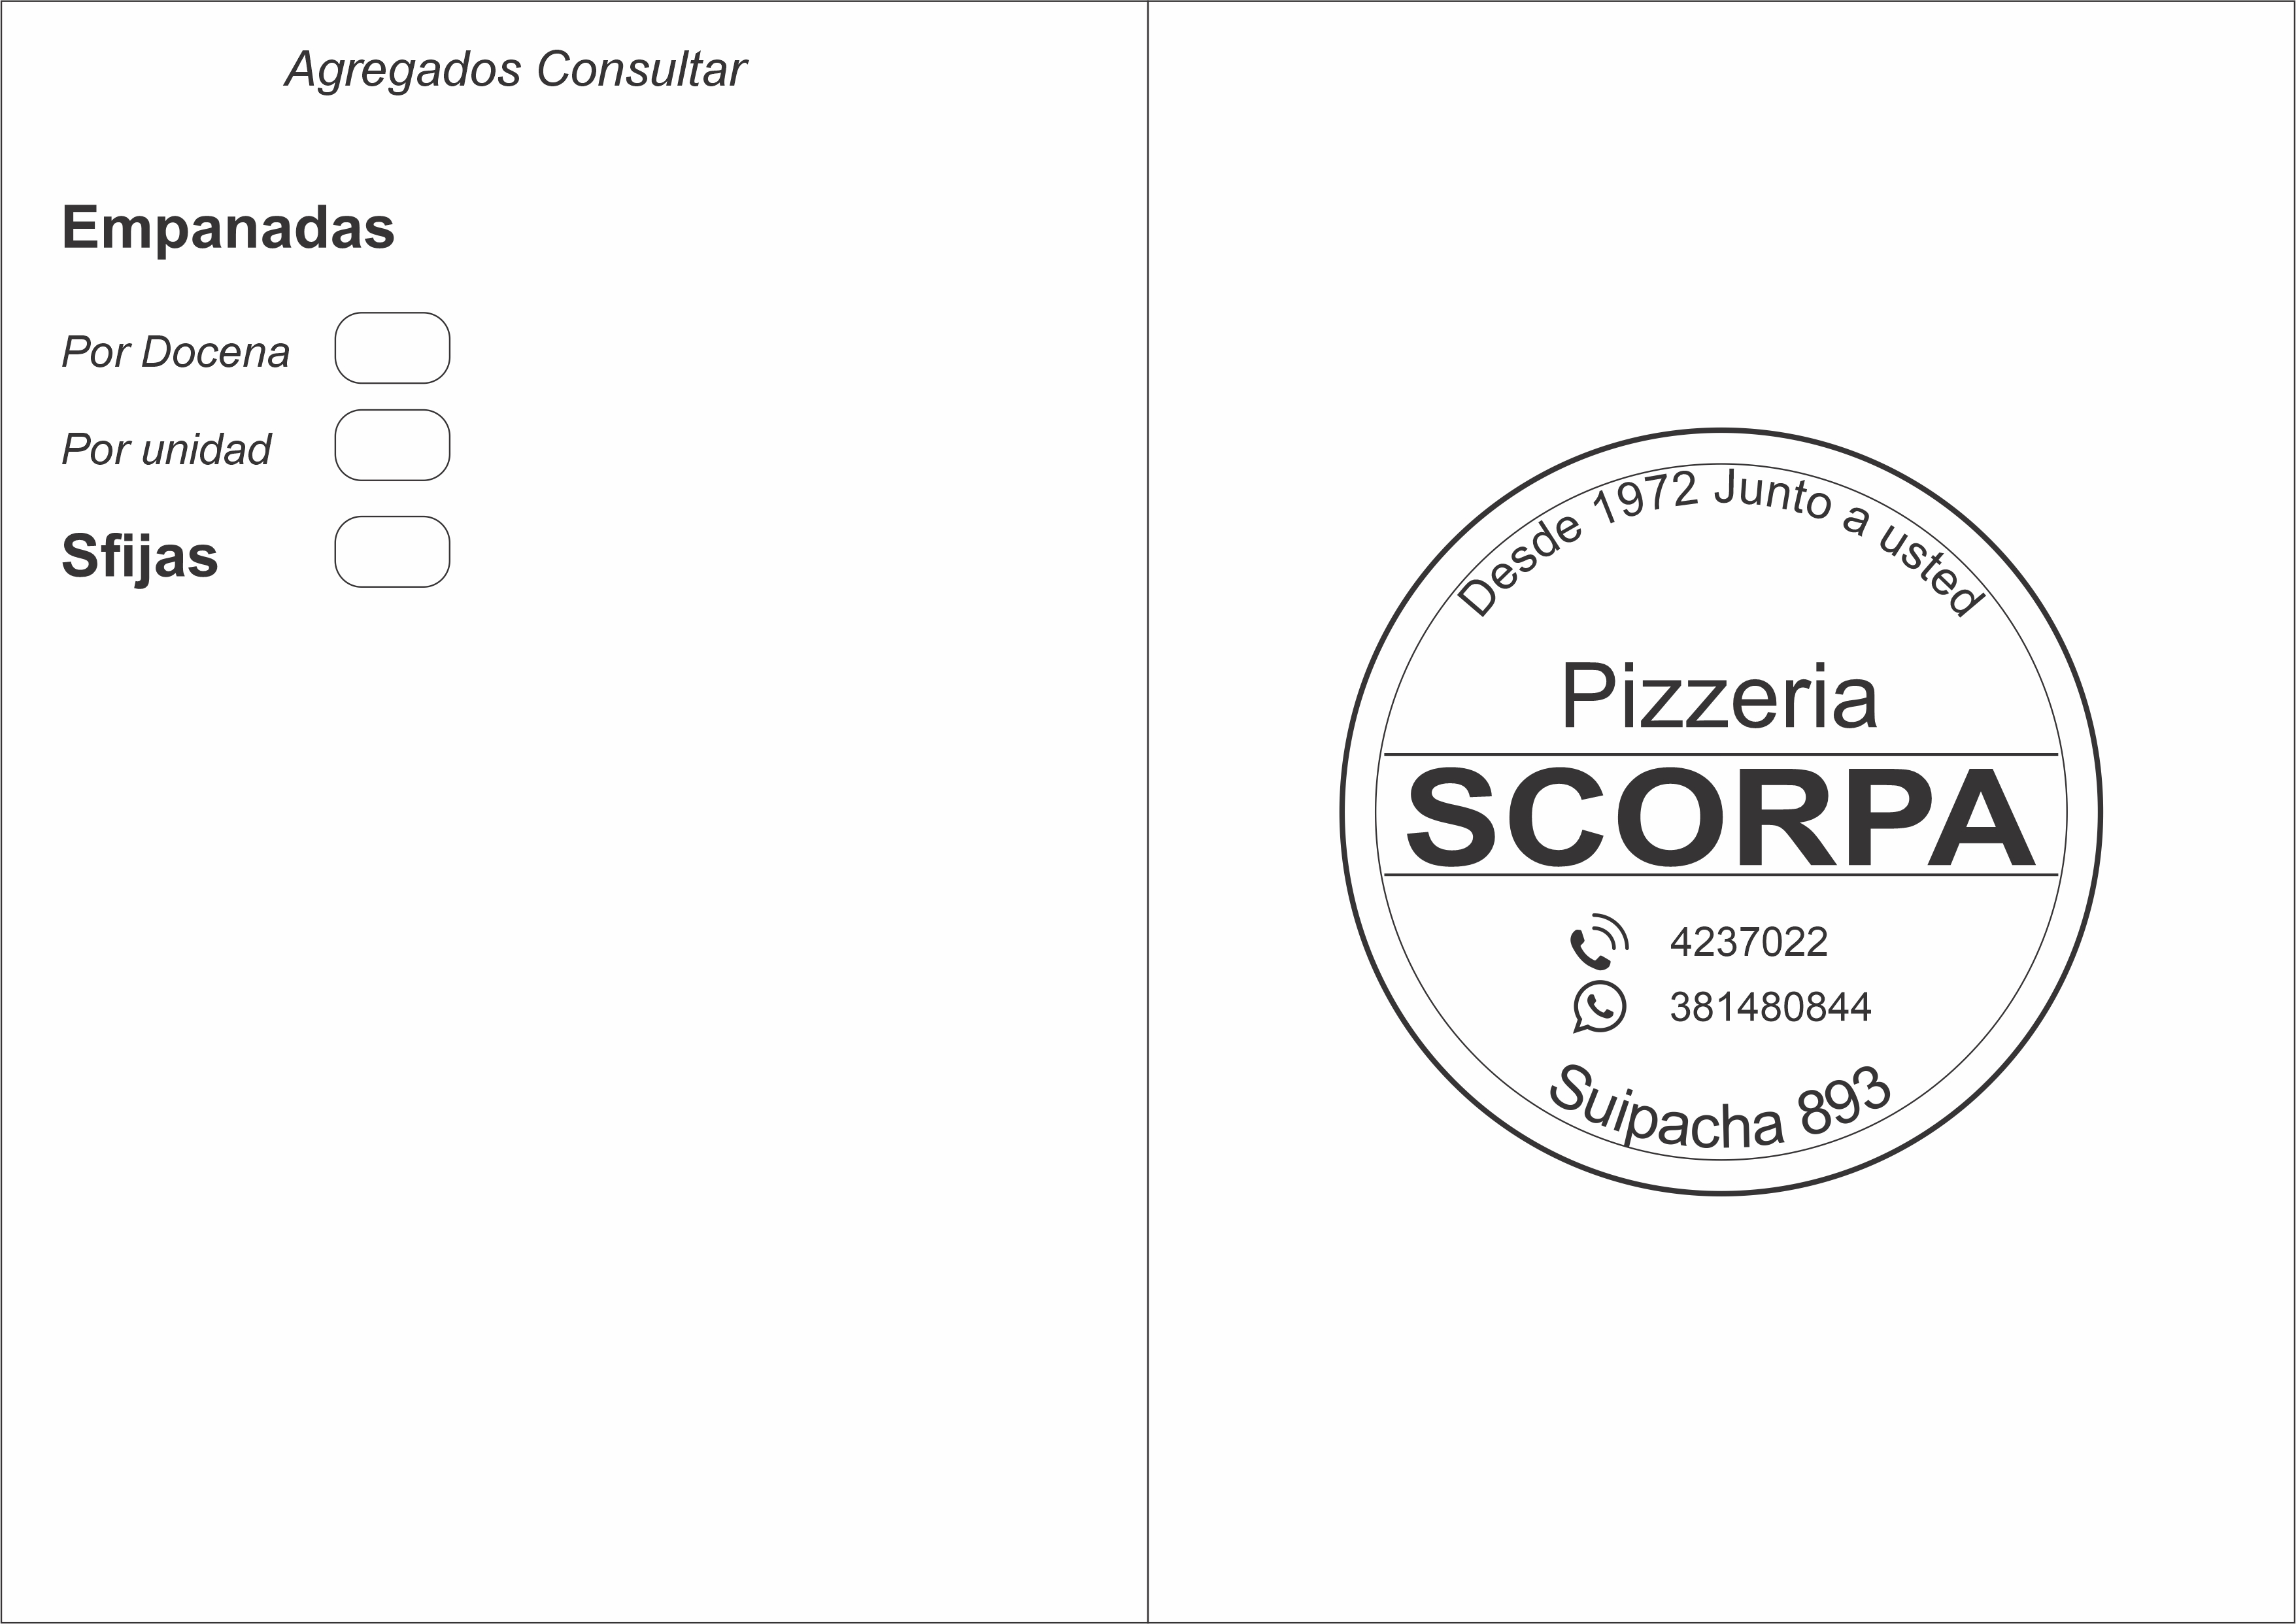 Agregados Consultar
Empanadas
Por Docena
Por unidad
Sfijas
Desde 1972 Junto a usted
Pizzeria
SCORPA
4237022
381480844
Suipacha 893